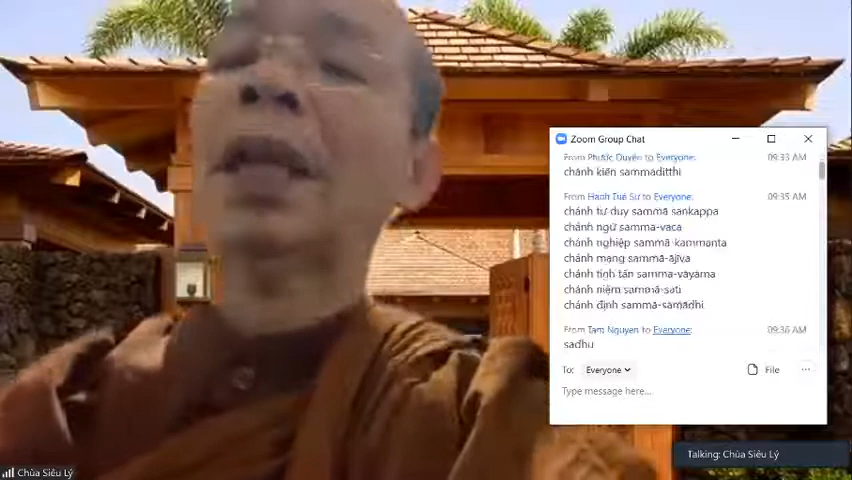 Zoom Group Chat
From Phước Duyên to Everyone: 09:33 AM
chánh kiến sammaditthi
From Hạnh Tuệ Sư to Everyone: 09:35 AM
chánh tư duy sammā sankappa
chánh ngữ samma-vaca
chánh nghiệp sammā-kammanta
chánh mạng sammā-ājīva
chánh tinh tấn samma-vāyama
chánh niệm samma-sati
chánh định sammā-samādhi
From Tam Nguyen to Everyone: 09:36 AM
sadhu
To: Everyone File
Type message here...
Talking: Chùa Siêu Lý
Chùa Siêu Lý